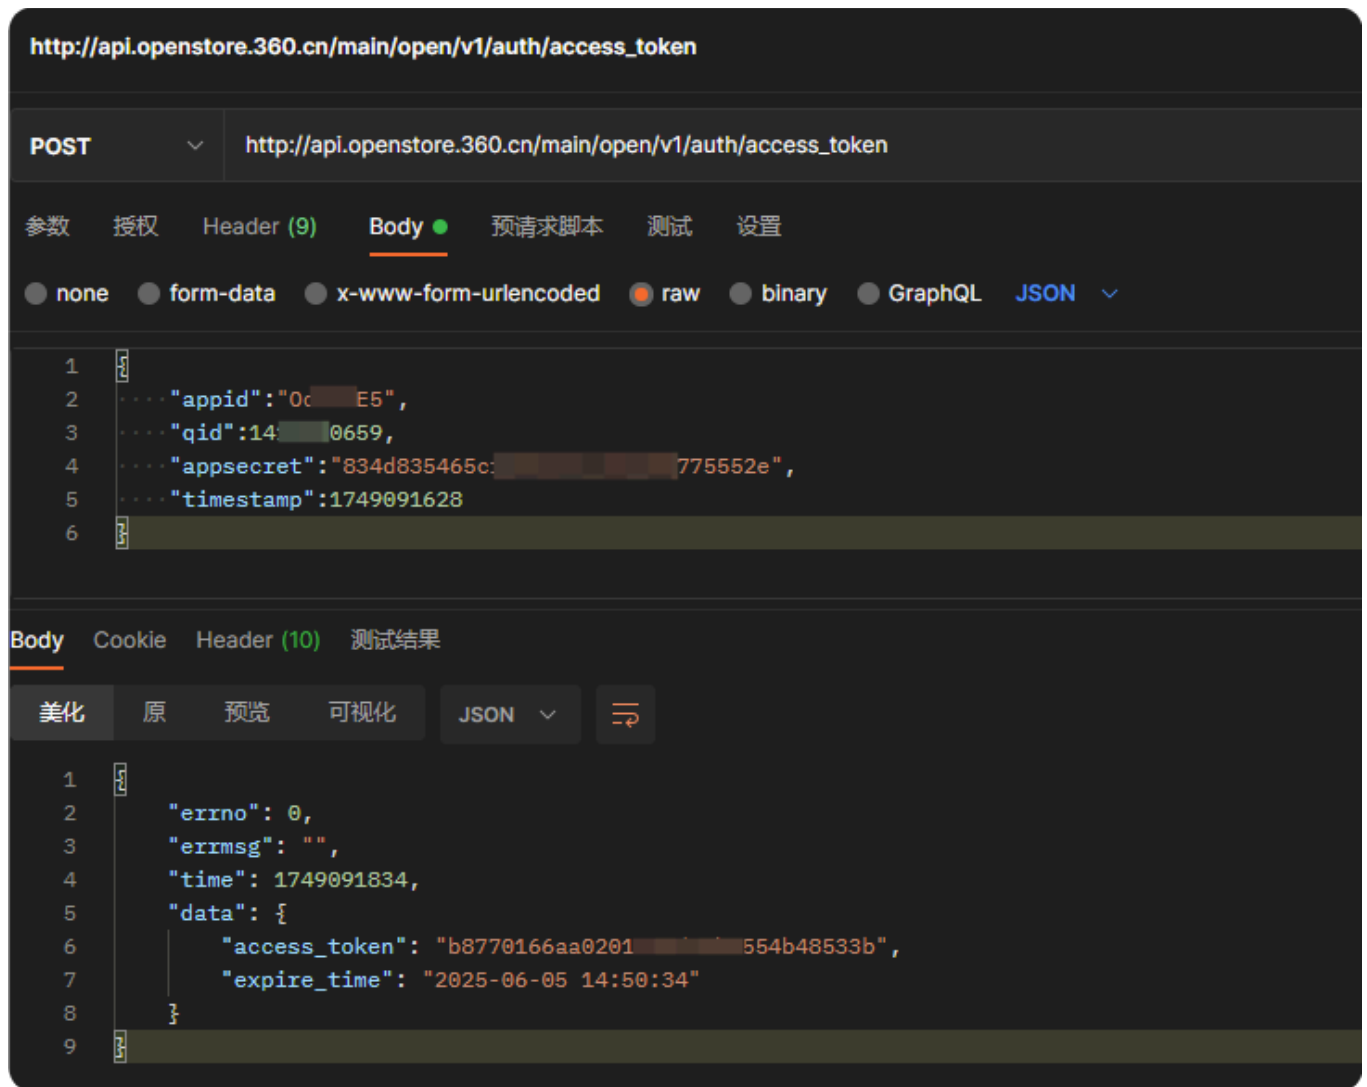 http://api.openstore.360.cn/main/open/v1/auth/access_token
POST http://api.openstore.360.cn/main/open/v1/auth/access_token
参数 授权 Header (9) Body 预请求脚本 测试 设置
none form-data x-www-form-urlencoded raw binary GraphQL JSON
1 {
2 "appid":"0c E5",
3 "qid":14 0659,
4 "appsecret":"834d835465c 775552e",
5 "timestamp":1749091628
6 }
Body Cookie Header (10) 测试结果
美化 原 预览 可视化 JSON
1 {
2 "errno": 0,
3 "errmsg": "",
4 "time": 1749091834,
5 "data": {
6 "access_token": "b8770166aa0201 554b48533b",
7 "expire_time": "2025-06-05 14:50:34"
8 }
9 }